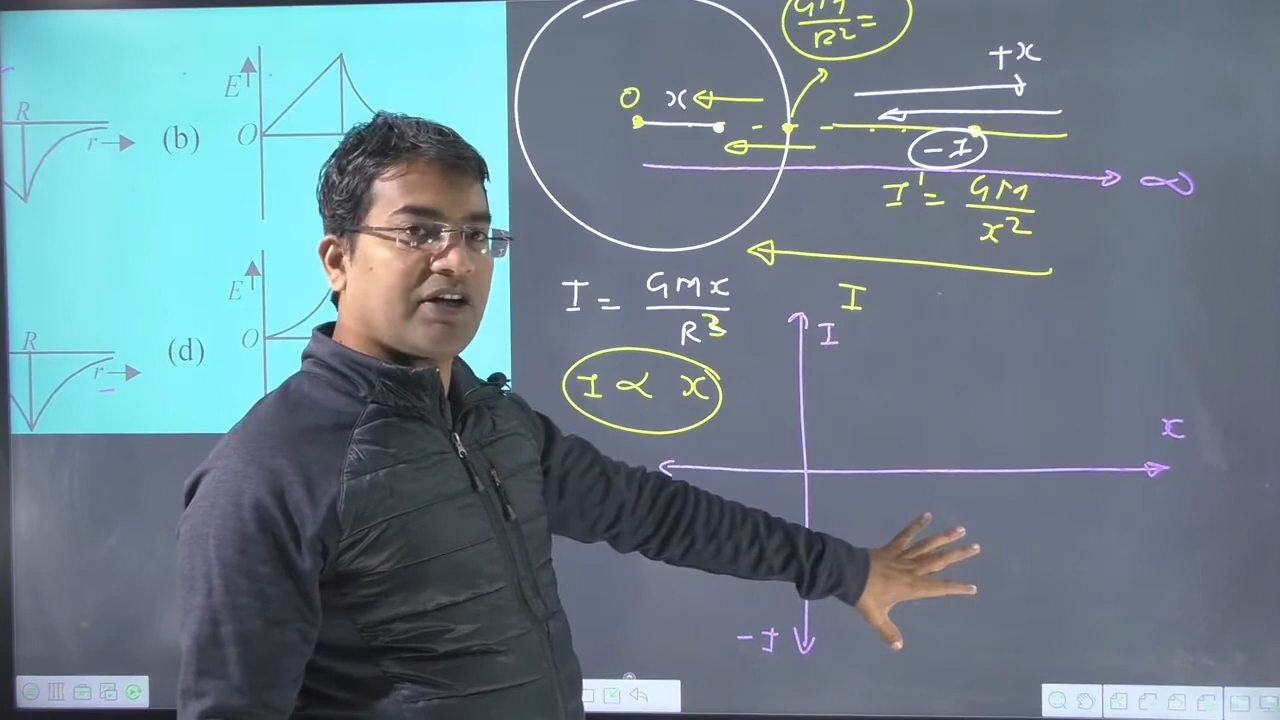 R
r
(b)
E
O
R
r
(d)
E
O
GM
R² =
+x
O x
-I
∞
I' = GM
x²
I = GMx
R³
I
I ∝ x
I
x
-I